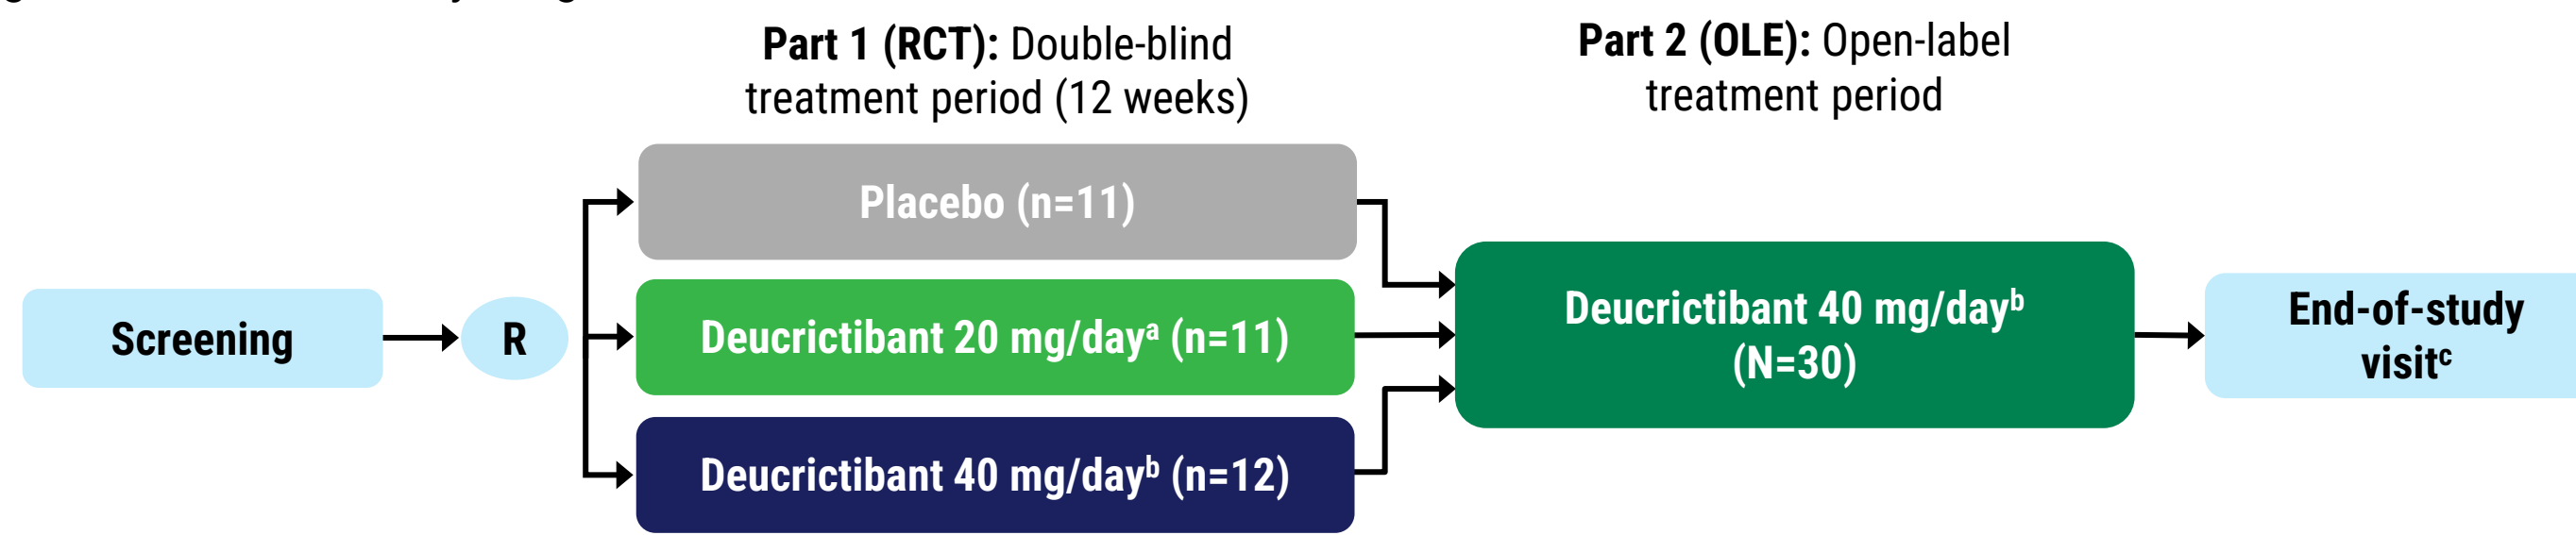 Part 1 (RCT): Double-blind
treatment period (12 weeks)
Part 2 (OLE): Open-label
treatment period
Screening
R
Placebo (n=11)
Deucrictibant 20 mg/dayᵃ (n=11)
Deucrictibant 40 mg/dayᵇ (n=12)
Deucrictibant 40 mg/dayᵇ
(N=30)
End-of-study
visitᶜ